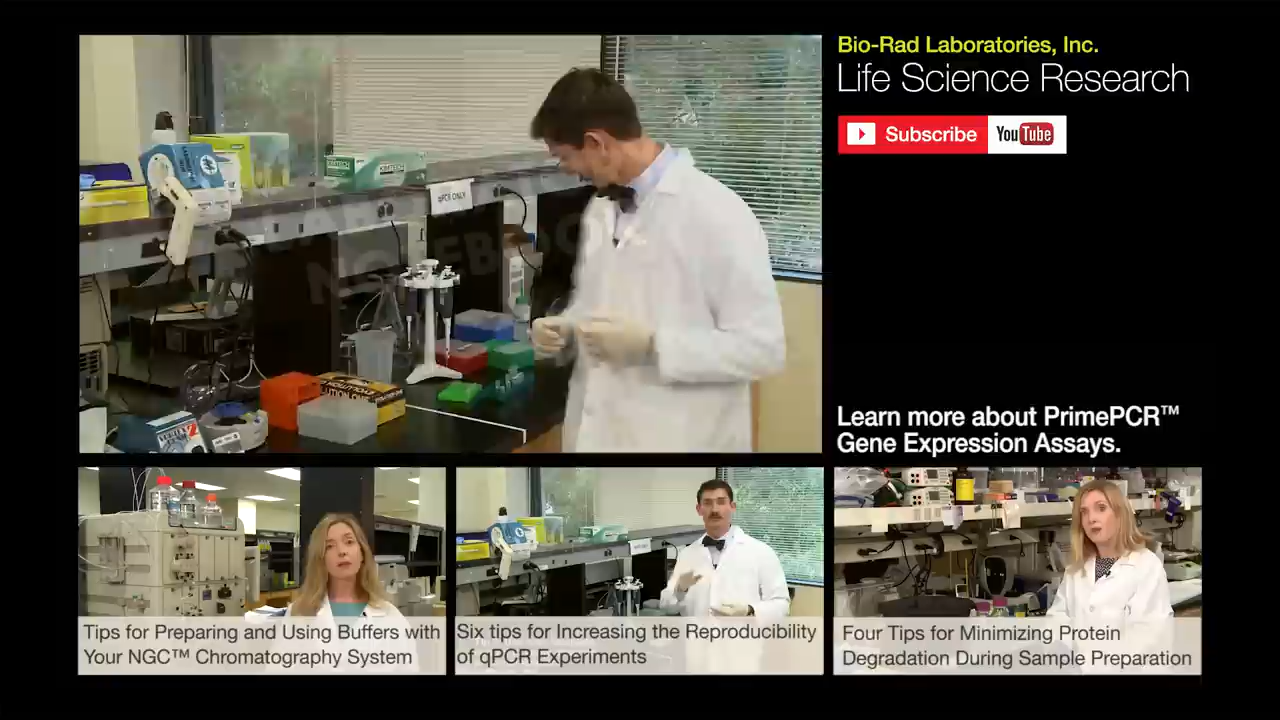 Bio-Rad Laboratories, Inc.
Life Science Research
Subscribe YouTube
KIMTECH
qPCR ONLY
NOTEBOOK
Learn more about PrimePCR™
Gene Expression Assays.
Tips for Preparing and Using Buffers with
Your NGC™ Chromatography System
Six tips for Increasing the Reproducibility
of qPCR Experiments
Four Tips for Minimizing Protein
Degradation During Sample Preparation